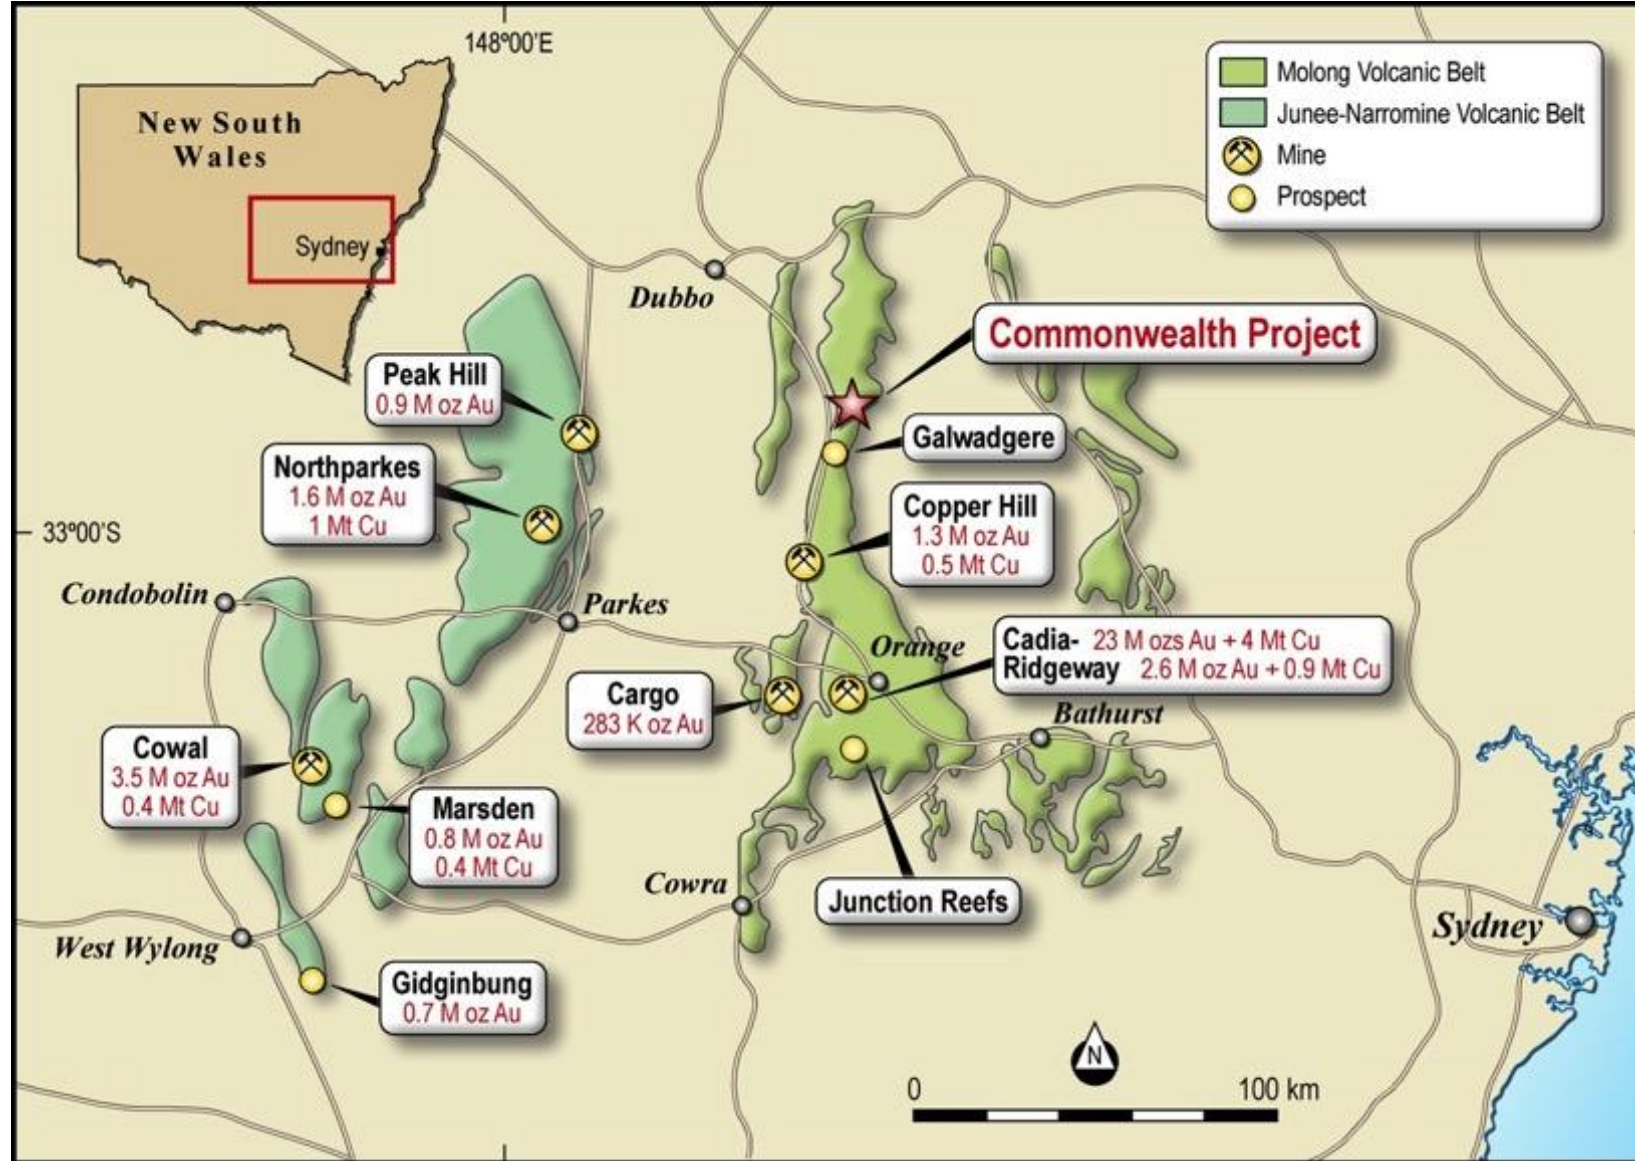 148°00'E
New South
Wales
Sydney
Molong Volcanic Belt
Junee-Narromine Volcanic Belt
Mine
Prospect
Dubbo
Commonwealth Project
Peak Hill
0.9 M oz Au
Galwadgere
Northparkes
1.6 M oz Au
1 Mt Cu
Copper Hill
1.3 M oz Au
0.5 Mt Cu
33°00'S
Condobolin
Parkes
Orange
Cadia- 23 M ozs Au + 4 Mt Cu
Ridgeway 2.6 M oz Au + 0.9 Mt Cu
Cargo
283 K oz Au
Bathurst
Cowal
3.5 M oz Au
0.4 Mt Cu
Marsden
0.8 M oz Au
0.4 Mt Cu
Cowra
Junction Reefs
Sydney
West Wylong
Gidginbung
0.7 M oz Au
N
0 100 km